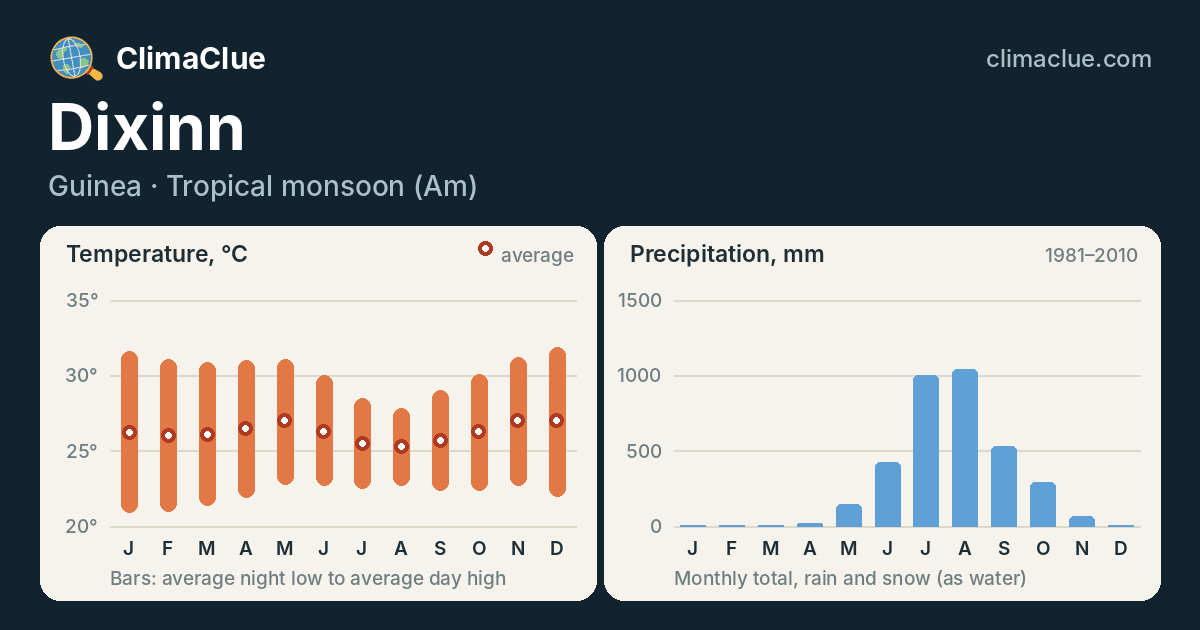 ClimaClue
climaclue.com
Dixinn
Guinea · Tropical monsoon (Am)
Temperature, °C
average
35°
30°
25°
20°
J F M A M J J A S O N D
Bars: average night low to average day high
Precipitation, mm
1981–2010
1500
1000
500
0
J F M A M J J A S O N D
Monthly total, rain and snow (as water)